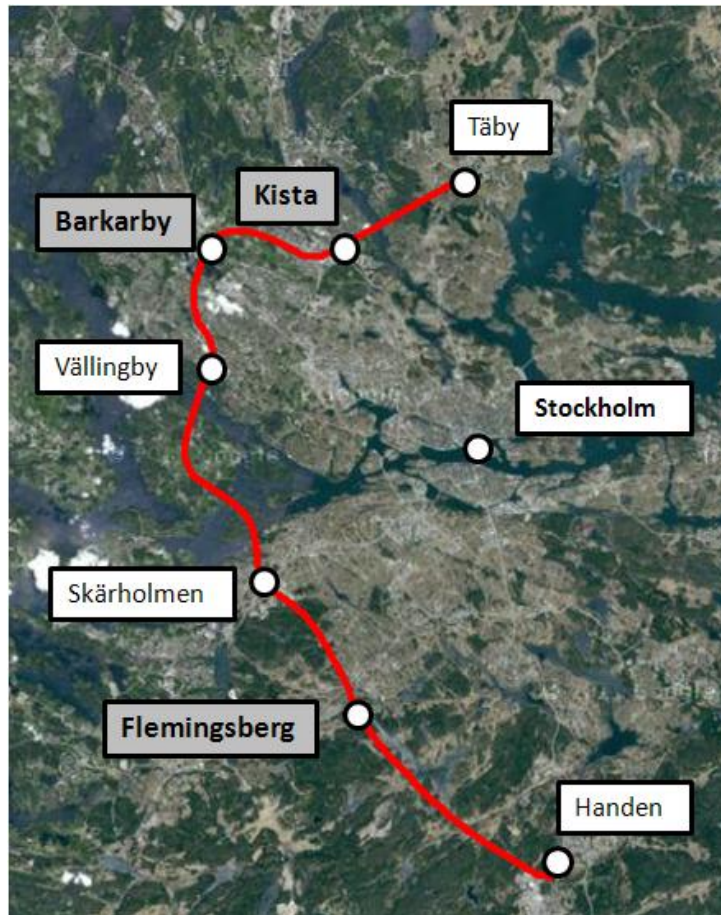 Täby
Kista
Barkarby
Vällingby
Stockholm
Skärholmen
Flemingsberg
Handen